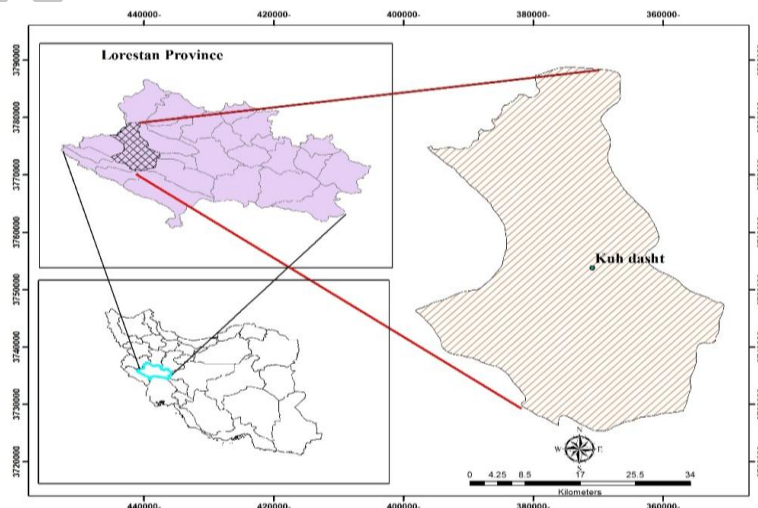 440000- 420000- 400000- 380000- 360000-
3790000
3780000
3770000
3760000
3750000
3740000
3730000
3720000
Lorestan Province
Kuh dasht
N
W E
S
0 4.25 8.5 17 25.5 34
Kilometers
440000- 420000- 400000- 380000- 360000-